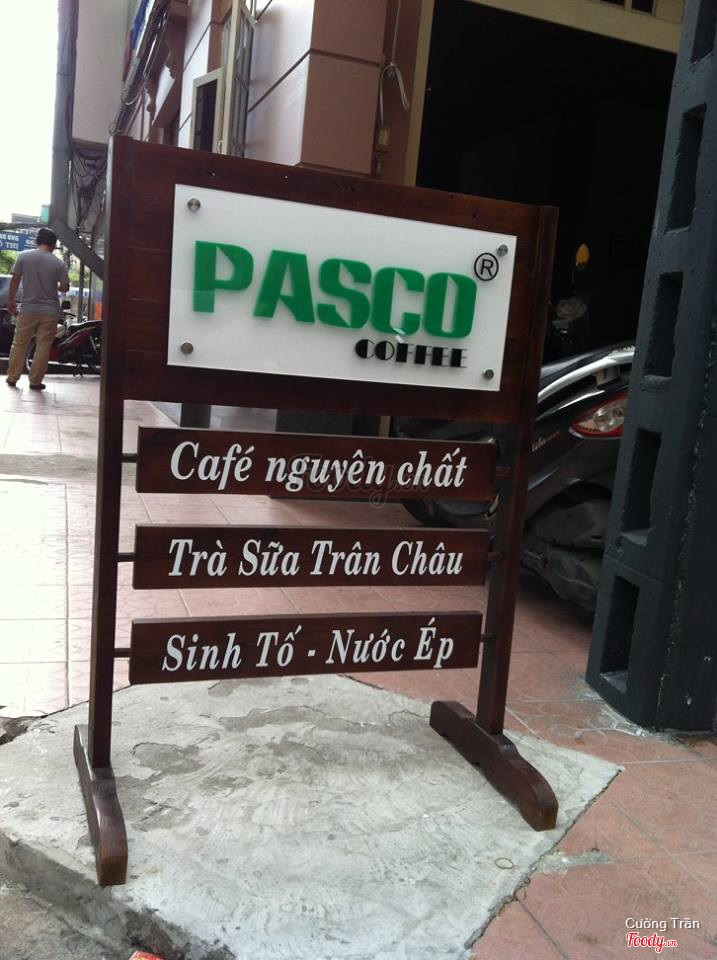 PASCO®
COFFEE
Café nguyên chất
Trà Sữa Trân Châu
Sinh Tố - Nước Ép
Cường Trần
Foody.vn